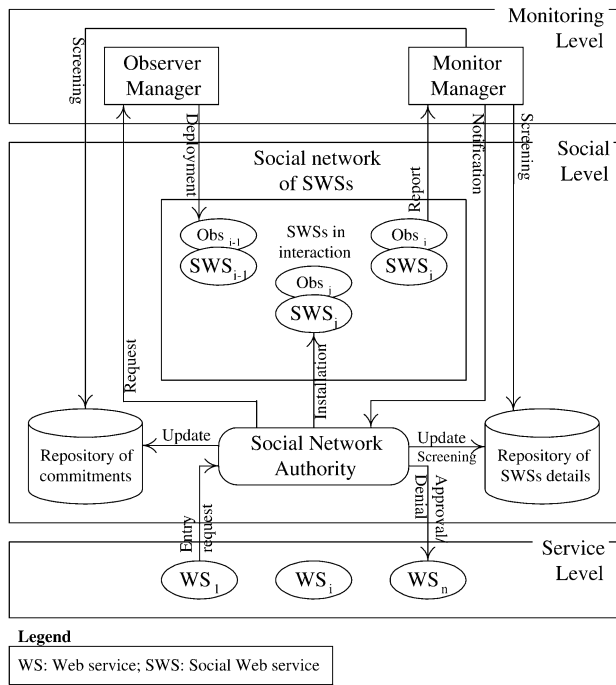 Monitoring
Level
Screening
Observer
Manager
Monitor
Manager
Deployment
Notification
Screening
Social
Level
Social network
of SWSs
Report
Obs i-1
SWS i-1
SWSs in
interaction
Obs i
SWS i
Obs j
SWS j
Request
Installation
Repository of
commitments
Update
Social Network
Authority
Update
Screening
Repository of
SWSs details
Entry
request
Approval/
Denial
Service
Level
WS 1
WS i
WS n
Legend
WS: Web service; SWS: Social Web service